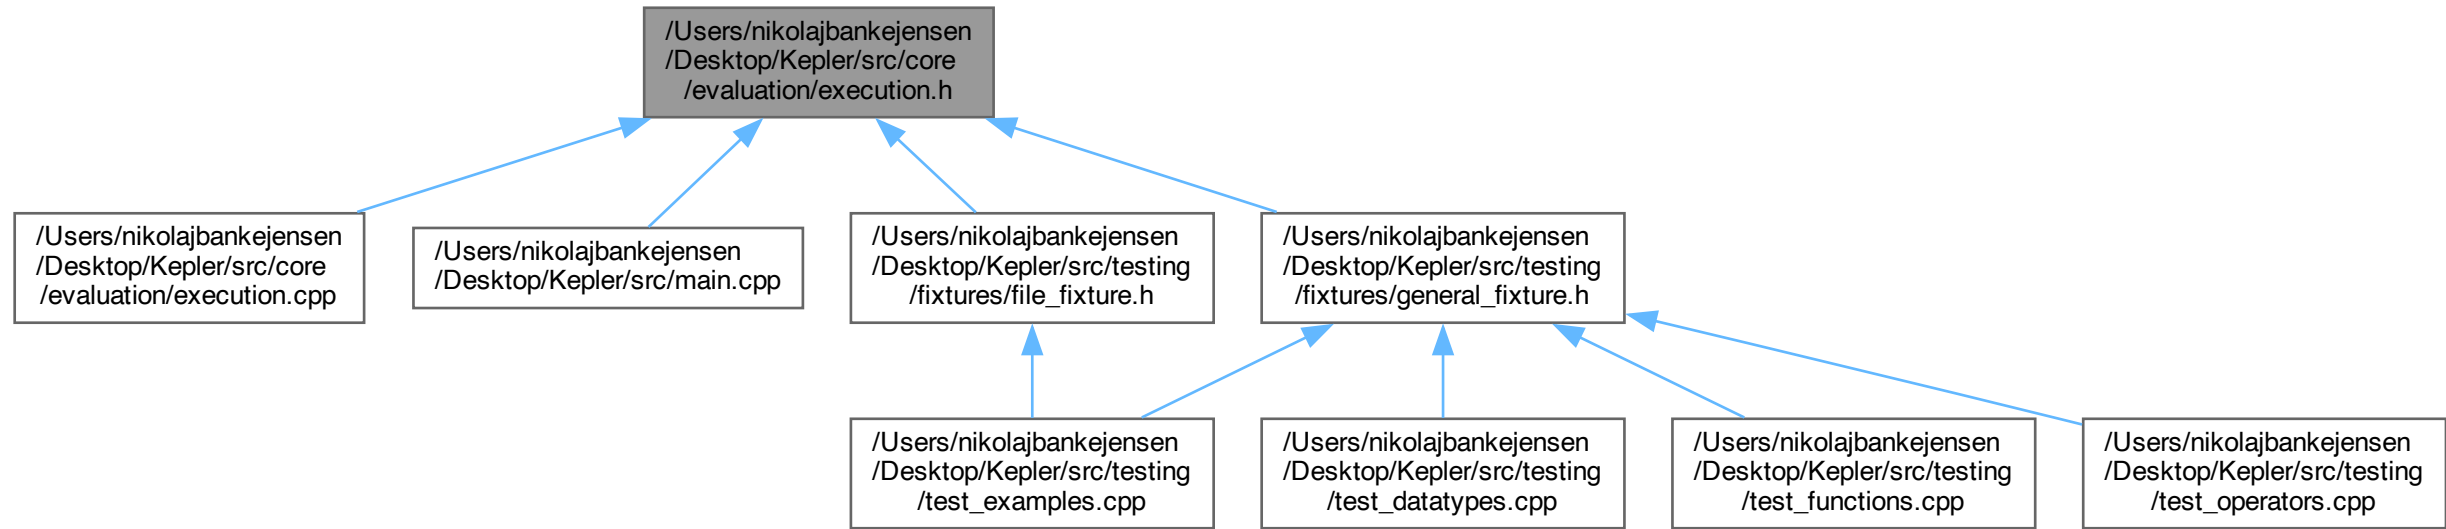 /Users/nikolajbankejensen
/Desktop/Kepler/src/core
/evaluation/execution.h
/Users/nikolajbankejensen
/Desktop/Kepler/src/core
/evaluation/execution.cpp
/Users/nikolajbankejensen
/Desktop/Kepler/src/main.cpp
/Users/nikolajbankejensen
/Desktop/Kepler/src/testing
/fixtures/file_fixture.h
/Users/nikolajbankejensen
/Desktop/Kepler/src/testing
/fixtures/general_fixture.h
/Users/nikolajbankejensen
/Desktop/Kepler/src/testing
/test_examples.cpp
/Users/nikolajbankejensen
/Desktop/Kepler/src/testing
/test_datatypes.cpp
/Users/nikolajbankejensen
/Desktop/Kepler/src/testing
/test_functions.cpp
/Users/nikolajbankejensen
/Desktop/Kepler/src/testing
/test_operators.cpp